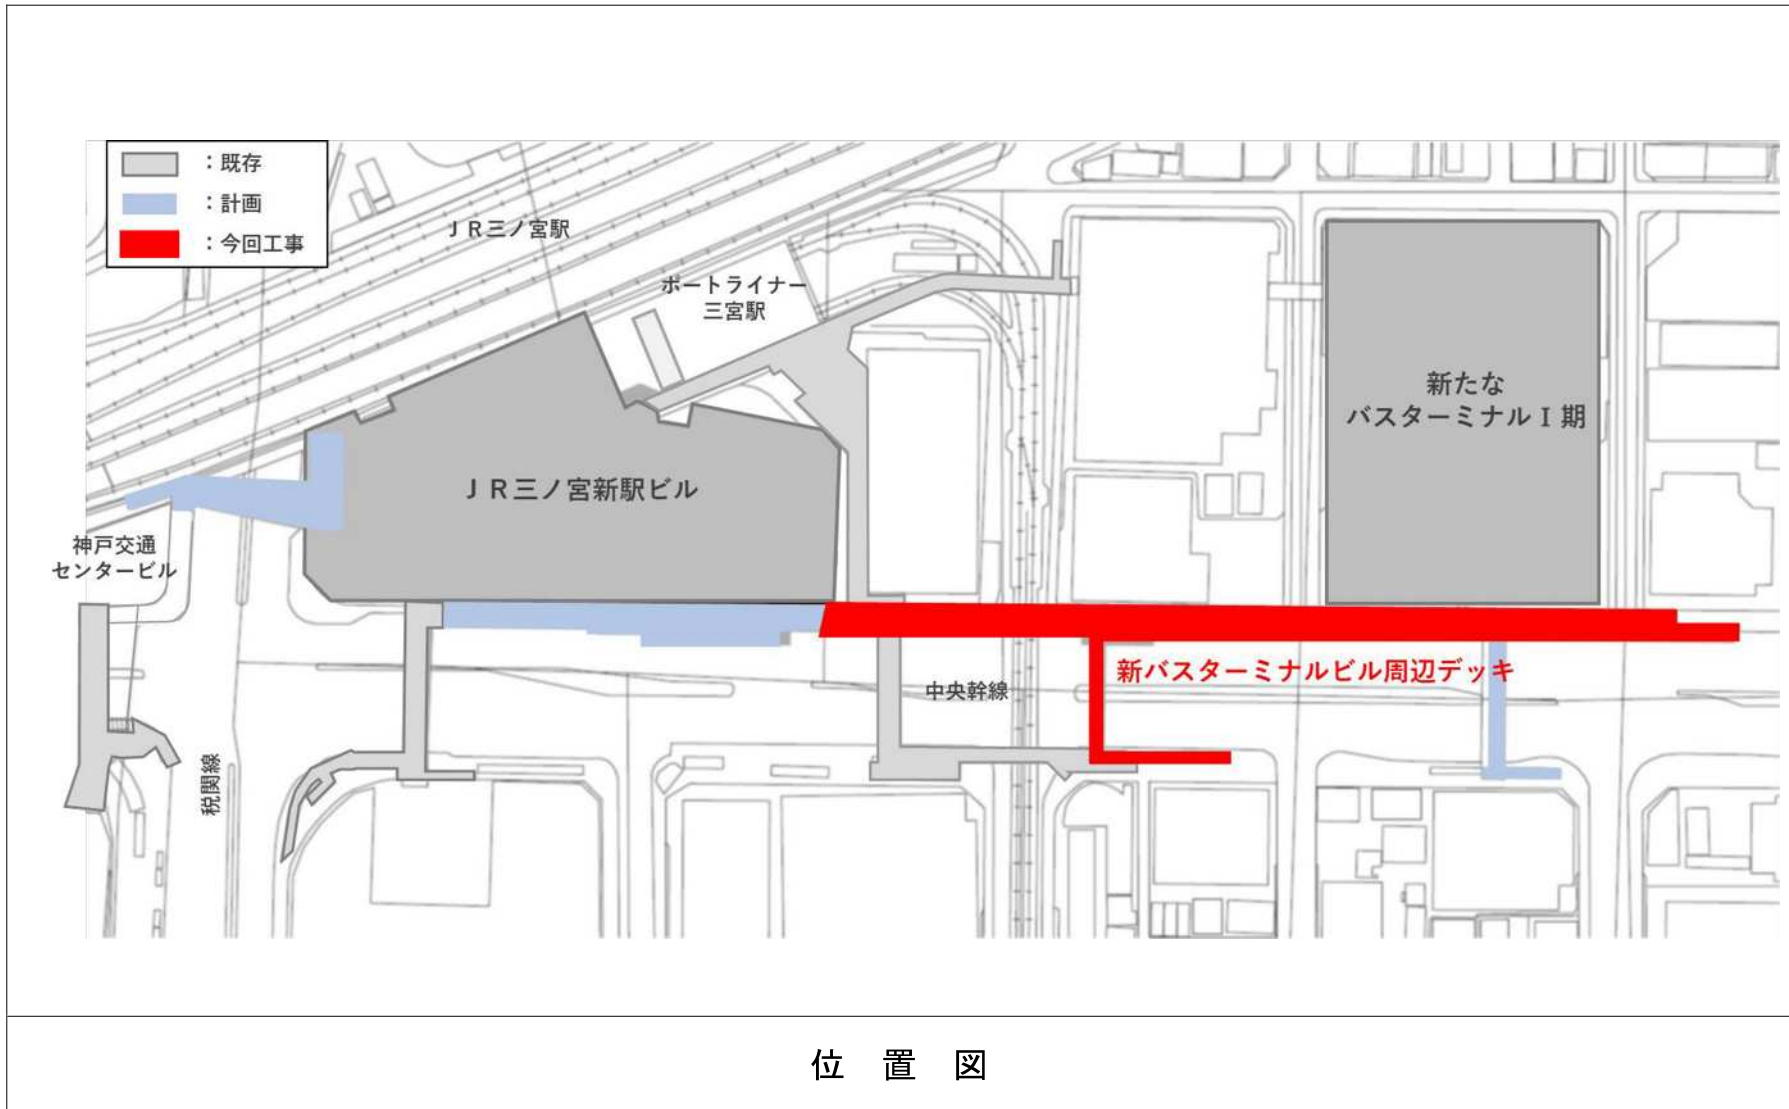 ：既存
：計画
：今回工事
ＪＲ三ノ宮駅
ポートライナー
三宮駅
新たな
バスターミナルⅠ期
ＪＲ三ノ宮新駅ビル
神戸交通
センタービル
新バスターミナルビル周辺デッキ
中央幹線
税関線
位 置 図